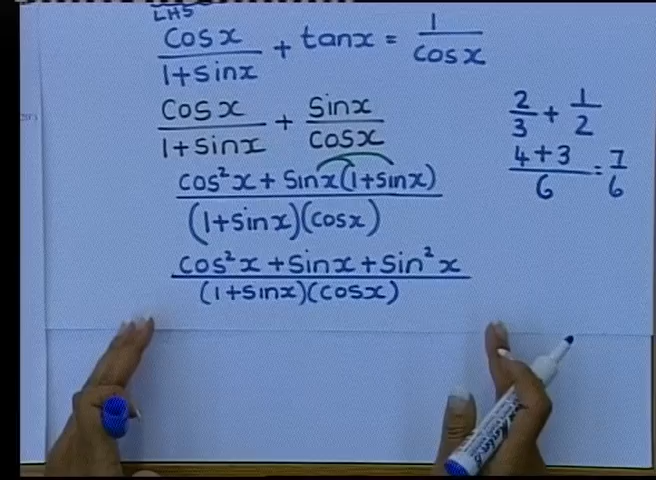 LHS
cos x / 1+sin x + tan x = 1 / cos x
cos x / 1+sin x + sin x / cos x
cos²x + sin x(1+sin x) / (1+sin x)(cos x)
cos²x + sin x + sin²x / (1+sin x)(cos x)
2/3 + 1/2
4+3 / 6 = 7/6